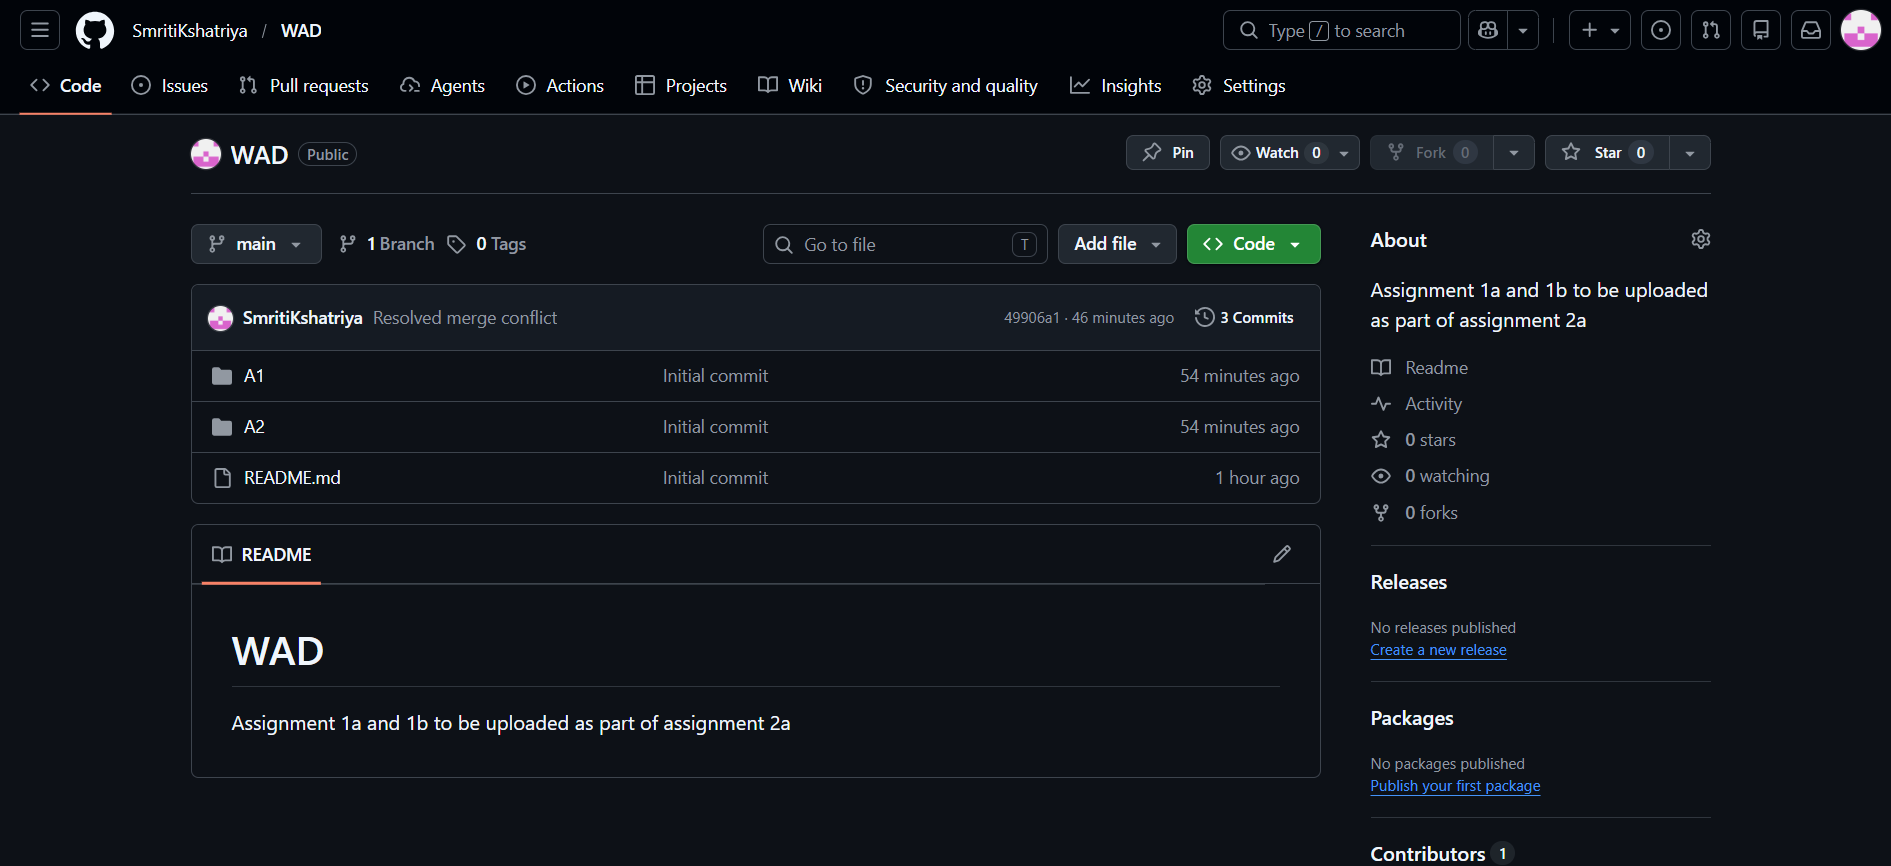 SmritiKshatriya / WAD
Type / to search
Code Issues Pull requests Agents Actions Projects Wiki Security and quality Insights Settings
WAD Public
Pin Watch 0 Fork 0 Star 0
main 1 Branch 0 Tags
Go to file T Add file Code
SmritiKshatriya Resolved merge conflict 49906a1 · 46 minutes ago 3 Commits
A1 Initial commit 54 minutes ago
A2 Initial commit 54 minutes ago
README.md Initial commit 1 hour ago
README
WAD
Assignment 1a and 1b to be uploaded as part of assignment 2a
About
Assignment 1a and 1b to be uploaded
as part of assignment 2a
Readme
Activity
0 stars
0 watching
0 forks
Releases
No releases published
Create a new release
Packages
No packages published
Publish your first package
Contributors 1